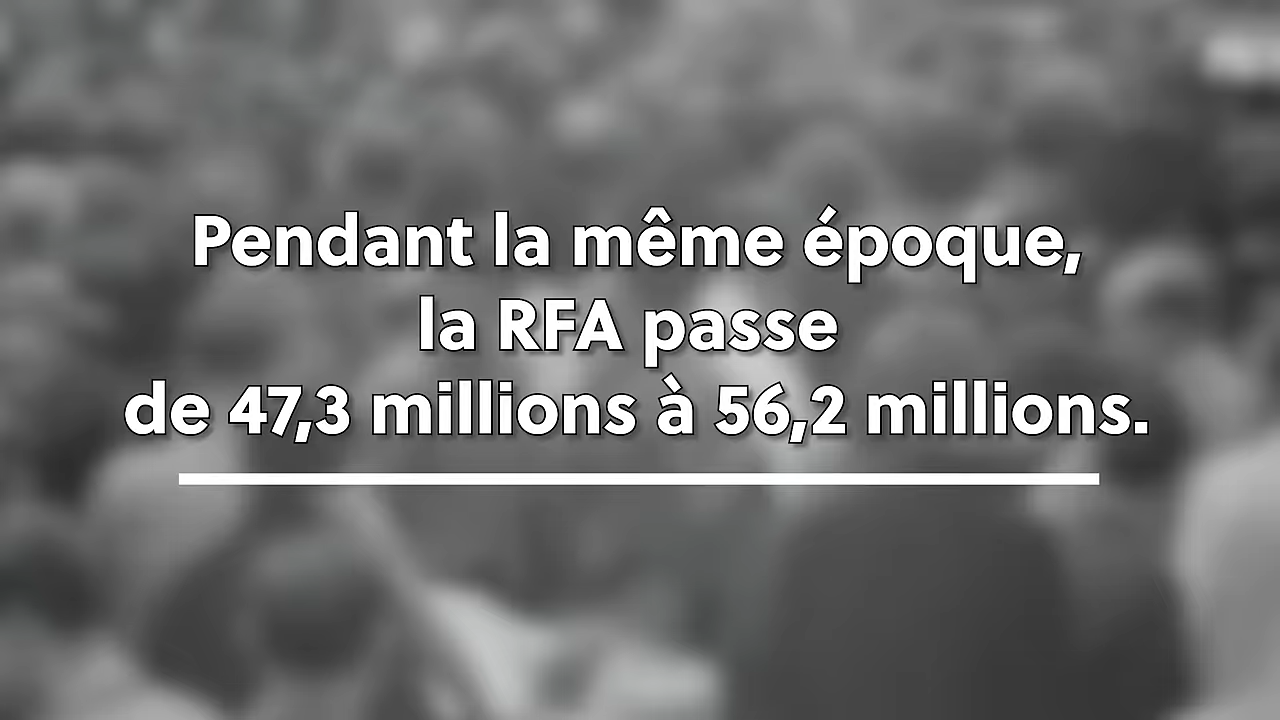 Pendant la même époque,
la RFA passe
de 47,3 millions à 56,2 millions.